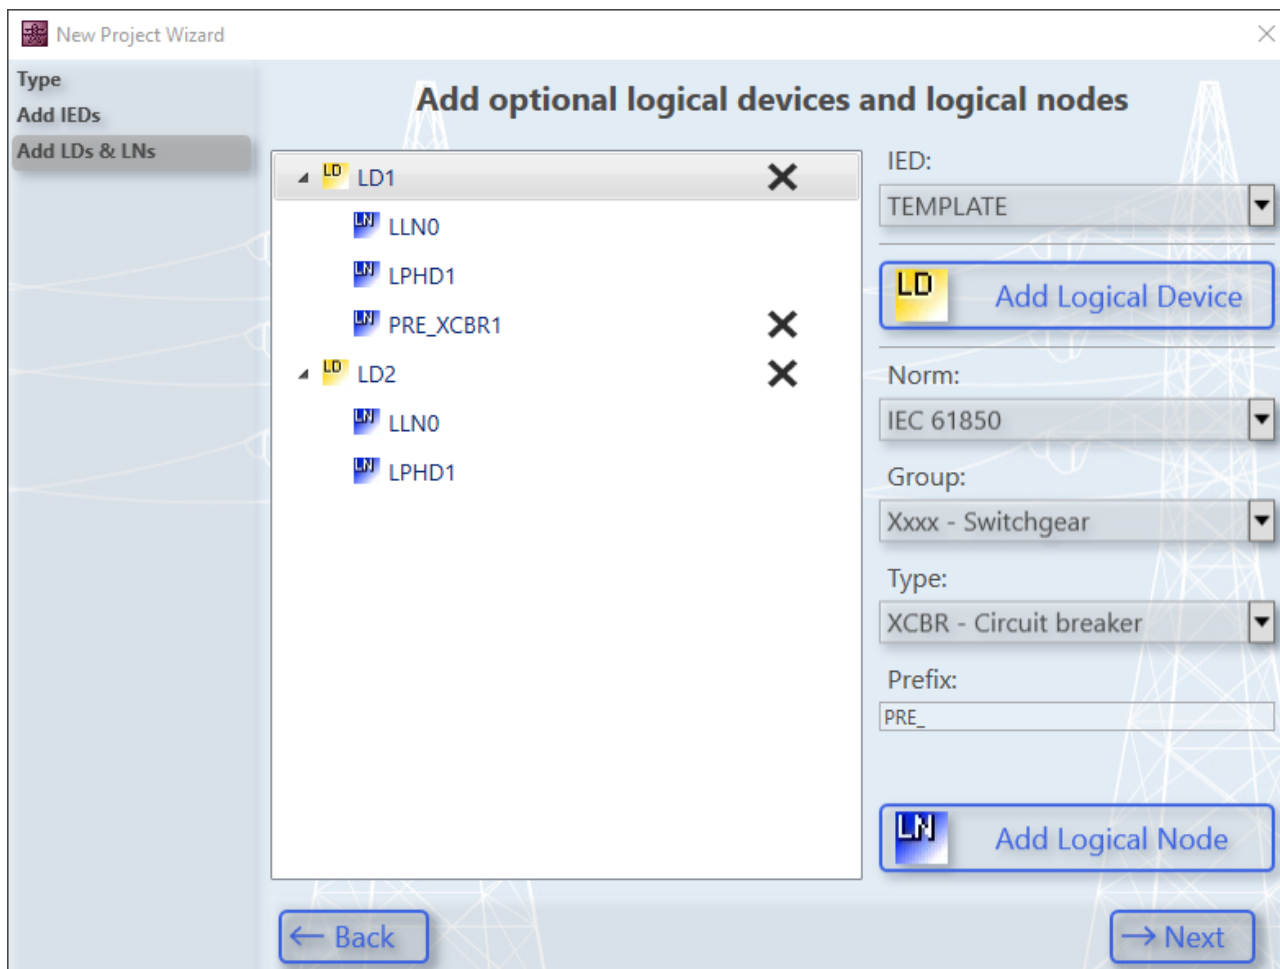 New Project Wizard
Type
Add IEDs
Add LDs & LNs
Add optional logical devices and logical nodes
LD LD1
LN LLN0
LN LPHD1
LN PRE_XCBR1
LD LD2
LN LLN0
LN LPHD1
IED:
TEMPLATE
LD Add Logical Device
Norm:
IEC 61850
Group:
Xxxx - Switchgear
Type:
XCBR - Circuit breaker
Prefix:
PRE_
LN Add Logical Node
Back
Next